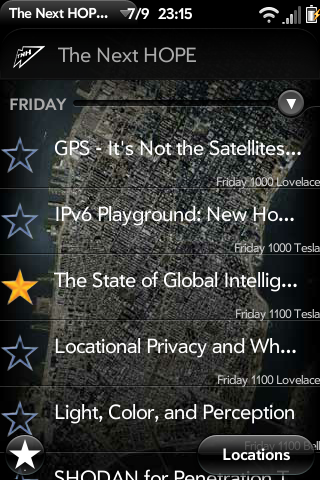 The Next HOP... 7/9 23:15
The Next HOPE
FRIDAY
GPS - It's Not the Satellites...
Friday 1000 Lovelace
IPv6 Playground: New Ho...
Friday 1000 Tesla
The State of Global Intellig...
Friday 1100 Tesla
Locational Privacy and Wh...
Friday 1100 Lovelace
Light, Color, and Perception
Friday 1100 Bell
Locations
SHODAN for Penetration T